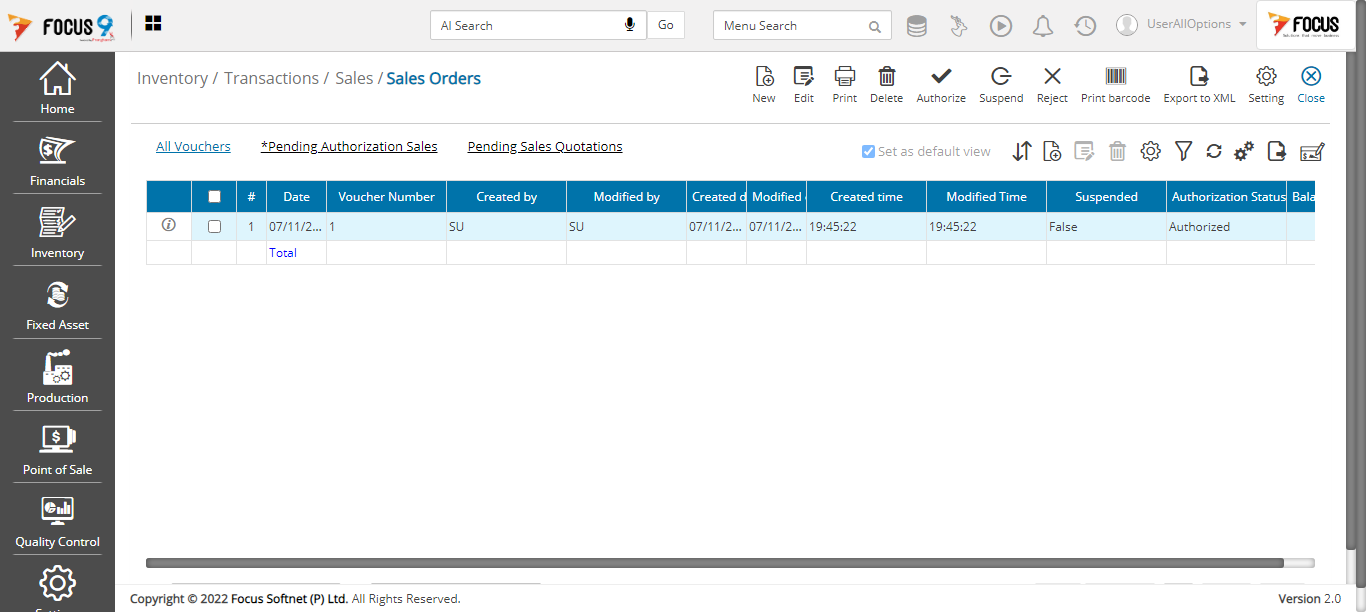 FOCUS 9
AI Search
Go
Menu Search
UserAllOptions
FOCUS
Home
Financials
Inventory
Fixed Asset
Production
Point of Sale
Quality Control
Inventory / Transactions / Sales / Sales Orders
New Edit Print Delete Authorize Suspend Reject Print barcode Export to XML Setting Close
All Vouchers *Pending Authorization Sales Pending Sales Quotations
Set as default view
# Date Voucher Number Created by Modified by Created d Modified Created time Modified Time Suspended Authorization Status Bala
1 07/11/2... 1 SU SU 07/11/2... 07/11/2... 19:45:22 19:45:22 False Authorized
Total
Copyright © 2022 Focus Softnet (P) Ltd. All Rights Reserved.
Version 2.0